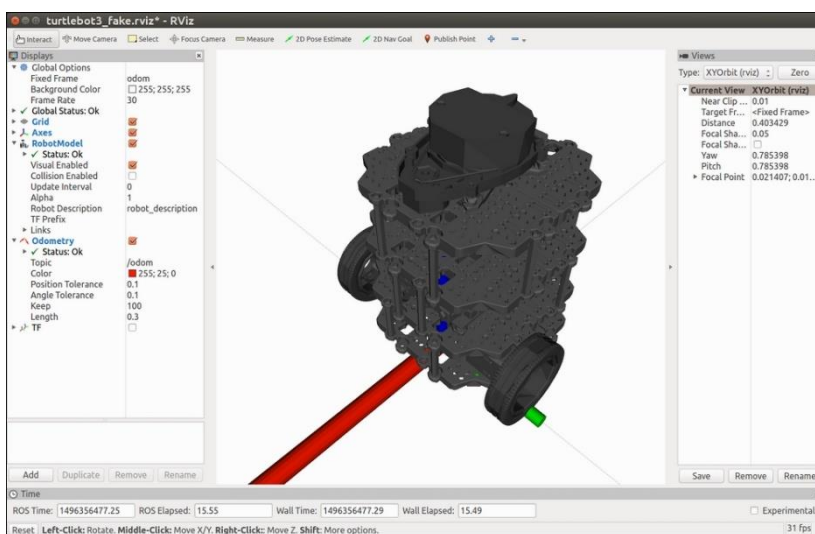 turtlebot3_fake.rviz* - RViz
Interact Move Camera Select Focus Camera Measure 2D Pose Estimate 2D Nav Goal Publish Point
Displays
Global Options
Fixed Frame odom
Background Color 255; 255; 255
Frame Rate 30
Global Status: Ok
Grid
Axes
RobotModel
Status: Ok
Visual Enabled
Collision Enabled
Update Interval 0
Alpha 1
Robot Description robot_description
TF Prefix
Links
Odometry
Status: Ok
Topic /odom
Color 255; 25; 0
Position Tolerance 0.1
Angle Tolerance 0.1
Keep 100
Length 0.3
TF
Add Duplicate Remove Rename
Views
Type: XYOrbit (rviz) Zero
Current View XYOrbit (rviz)
Near Clip ... 0.01
Target Fr... <Fixed Frame>
Distance 0.403429
Focal Sha... 0.05
Focal Sha...
Yaw 0.785398
Pitch 0.785398
Focal Point 0.021407; 0.01...
Save Remove Rename
Time
ROS Time: 1496356477.25 ROS Elapsed: 15.55 Wall Time: 1496356477.29 Wall Elapsed: 15.49 Experimental
Reset Left-Click: Rotate. Middle-Click: Move X/Y. Right-Click:: Move Z. Shift: More options. 31 fps